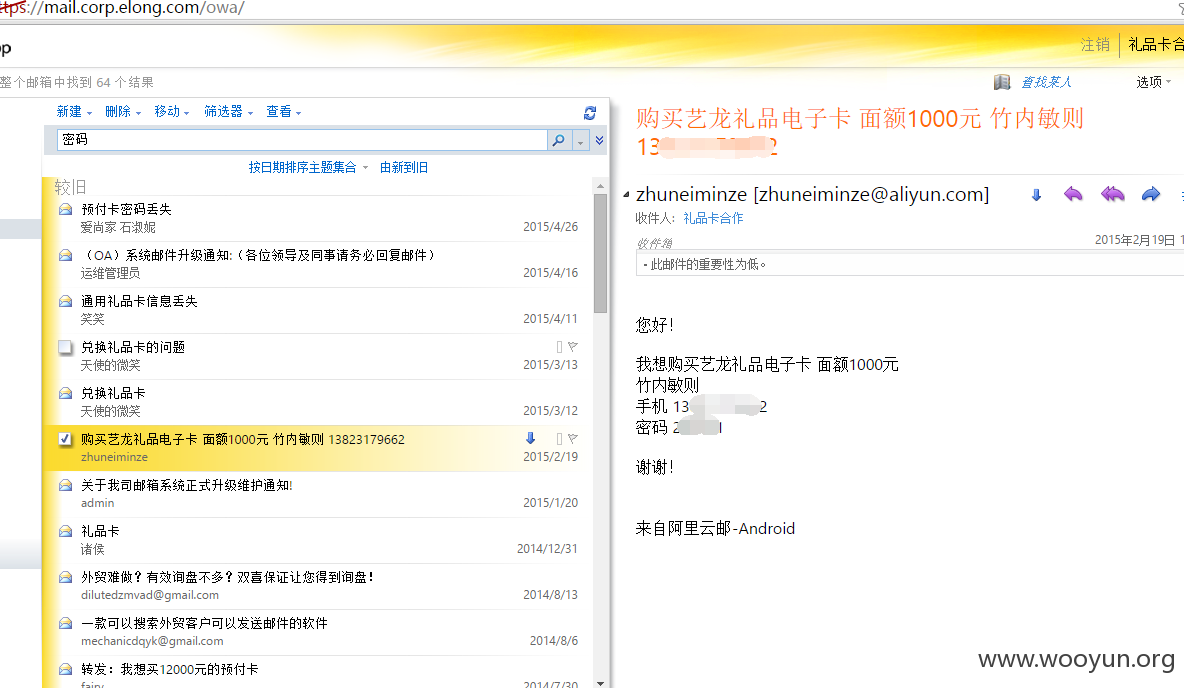 https://mail.corp.elong.com/owa/
注销 礼品卡合
整个邮箱中找到 64 个结果
查找某人
选项
新建 删除 移动 筛选器 查看
密码
按日期排序主题集合 由新到旧
较旧
预付卡密码丢失
爱尚家 石淑妮 2015/4/26
（OA）系统邮件升级通知:（各位领导及同事请务必回复邮件）
运维管理员 2015/4/16
通用礼品卡信息丢失
笑笑 2015/4/11
兑换礼品卡的问题
天使的微笑 2015/3/13
兑换礼品卡
天使的微笑 2015/3/12
购买艺龙礼品电子卡 面额1000元 竹内敏则 13823179662
zhuneiminze 2015/2/19
关于我司邮箱系统正式升级维护通知!
admin 2015/1/20
礼品卡
诸侯 2014/12/31
外贸难做？有效询盘不多？双喜保证让您得到询盘！
dilutedzmvad@gmail.com 2014/8/13
一款可以搜索外贸客户可以发送邮件的软件
mechanicdqyk@gmail.com 2014/8/6
转发：我想买12000元的预付卡
fairy 2014/7/30
购买艺龙礼品电子卡 面额1000元 竹内敏则
13 2
zhuneiminze [zhuneiminze@aliyun.com]
收件人: 礼品卡合作
收件箱 2015年2月19日
- 此邮件的重要性为低。
您好！
我想购买艺龙礼品电子卡 面额1000元
竹内敏则
手机 13 2
密码 2
谢谢！
来自阿里云邮-Android
www.wooyun.org